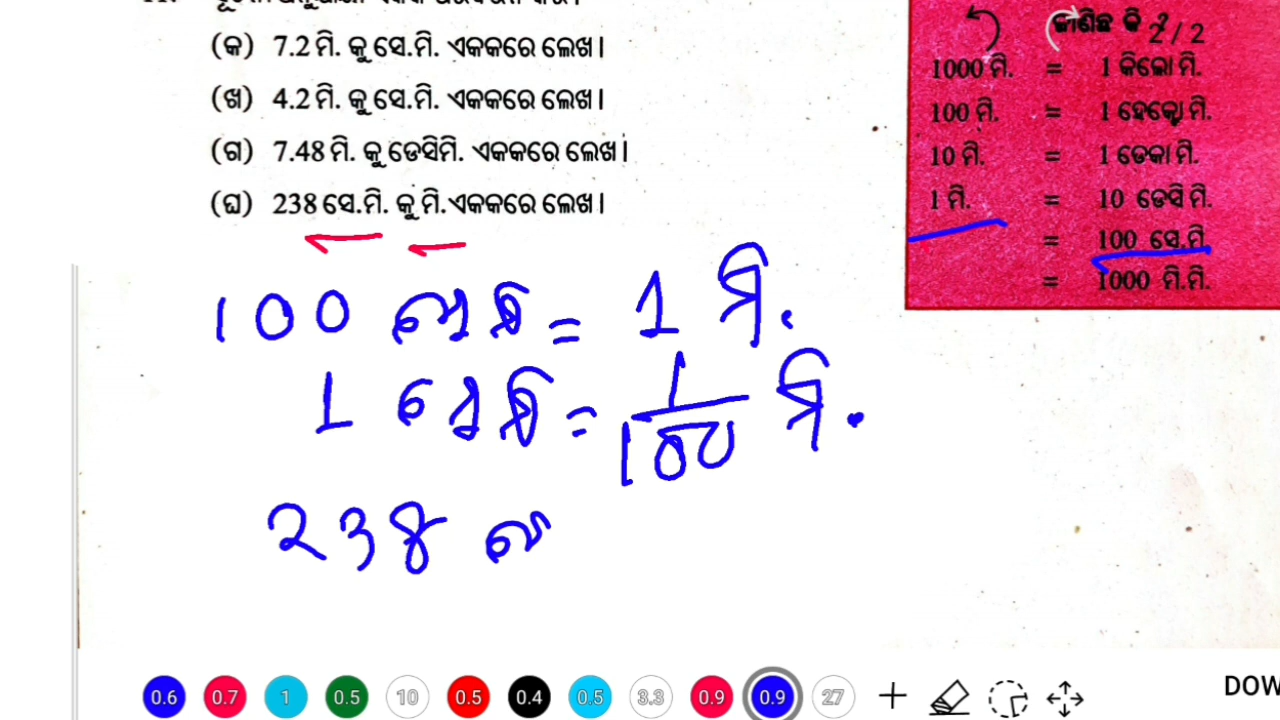 (କ) 7.2 ମି. କୁ ସେ.ମି. ଏକକରେ ଲେଖ।
(ଖ) 4.2 ମି. କୁ ସେ.ମି. ଏକକରେ ଲେଖ।
(ଗ) 7.48 ମି. କୁ ଡେସିମି. ଏକକରେ ଲେଖ।
(ଘ) 238 ସେ.ମି. କୁ ମି.ଏକକରେ ଲେଖ।
ଜାଣିଛ କି ?
2/2
1000 ମି. = 1 କିଲୋ ମି.
100 ମି. = 1 ହେକ୍ଟୋ ମି.
10 ମି. = 1 ଡେକା ମି.
1 ମି. = 10 ଡେସି ମି.
= 100 ସେ.ମି
= 1000 ମି.ମି.
100 ସେମି = 1 ମି.
1 ସେମି = 1/100 ମି.
238 ସେ
0.6 0.7 1 0.5 10 0.5 0.4 0.5 3.3 0.9 0.9 27
DOW